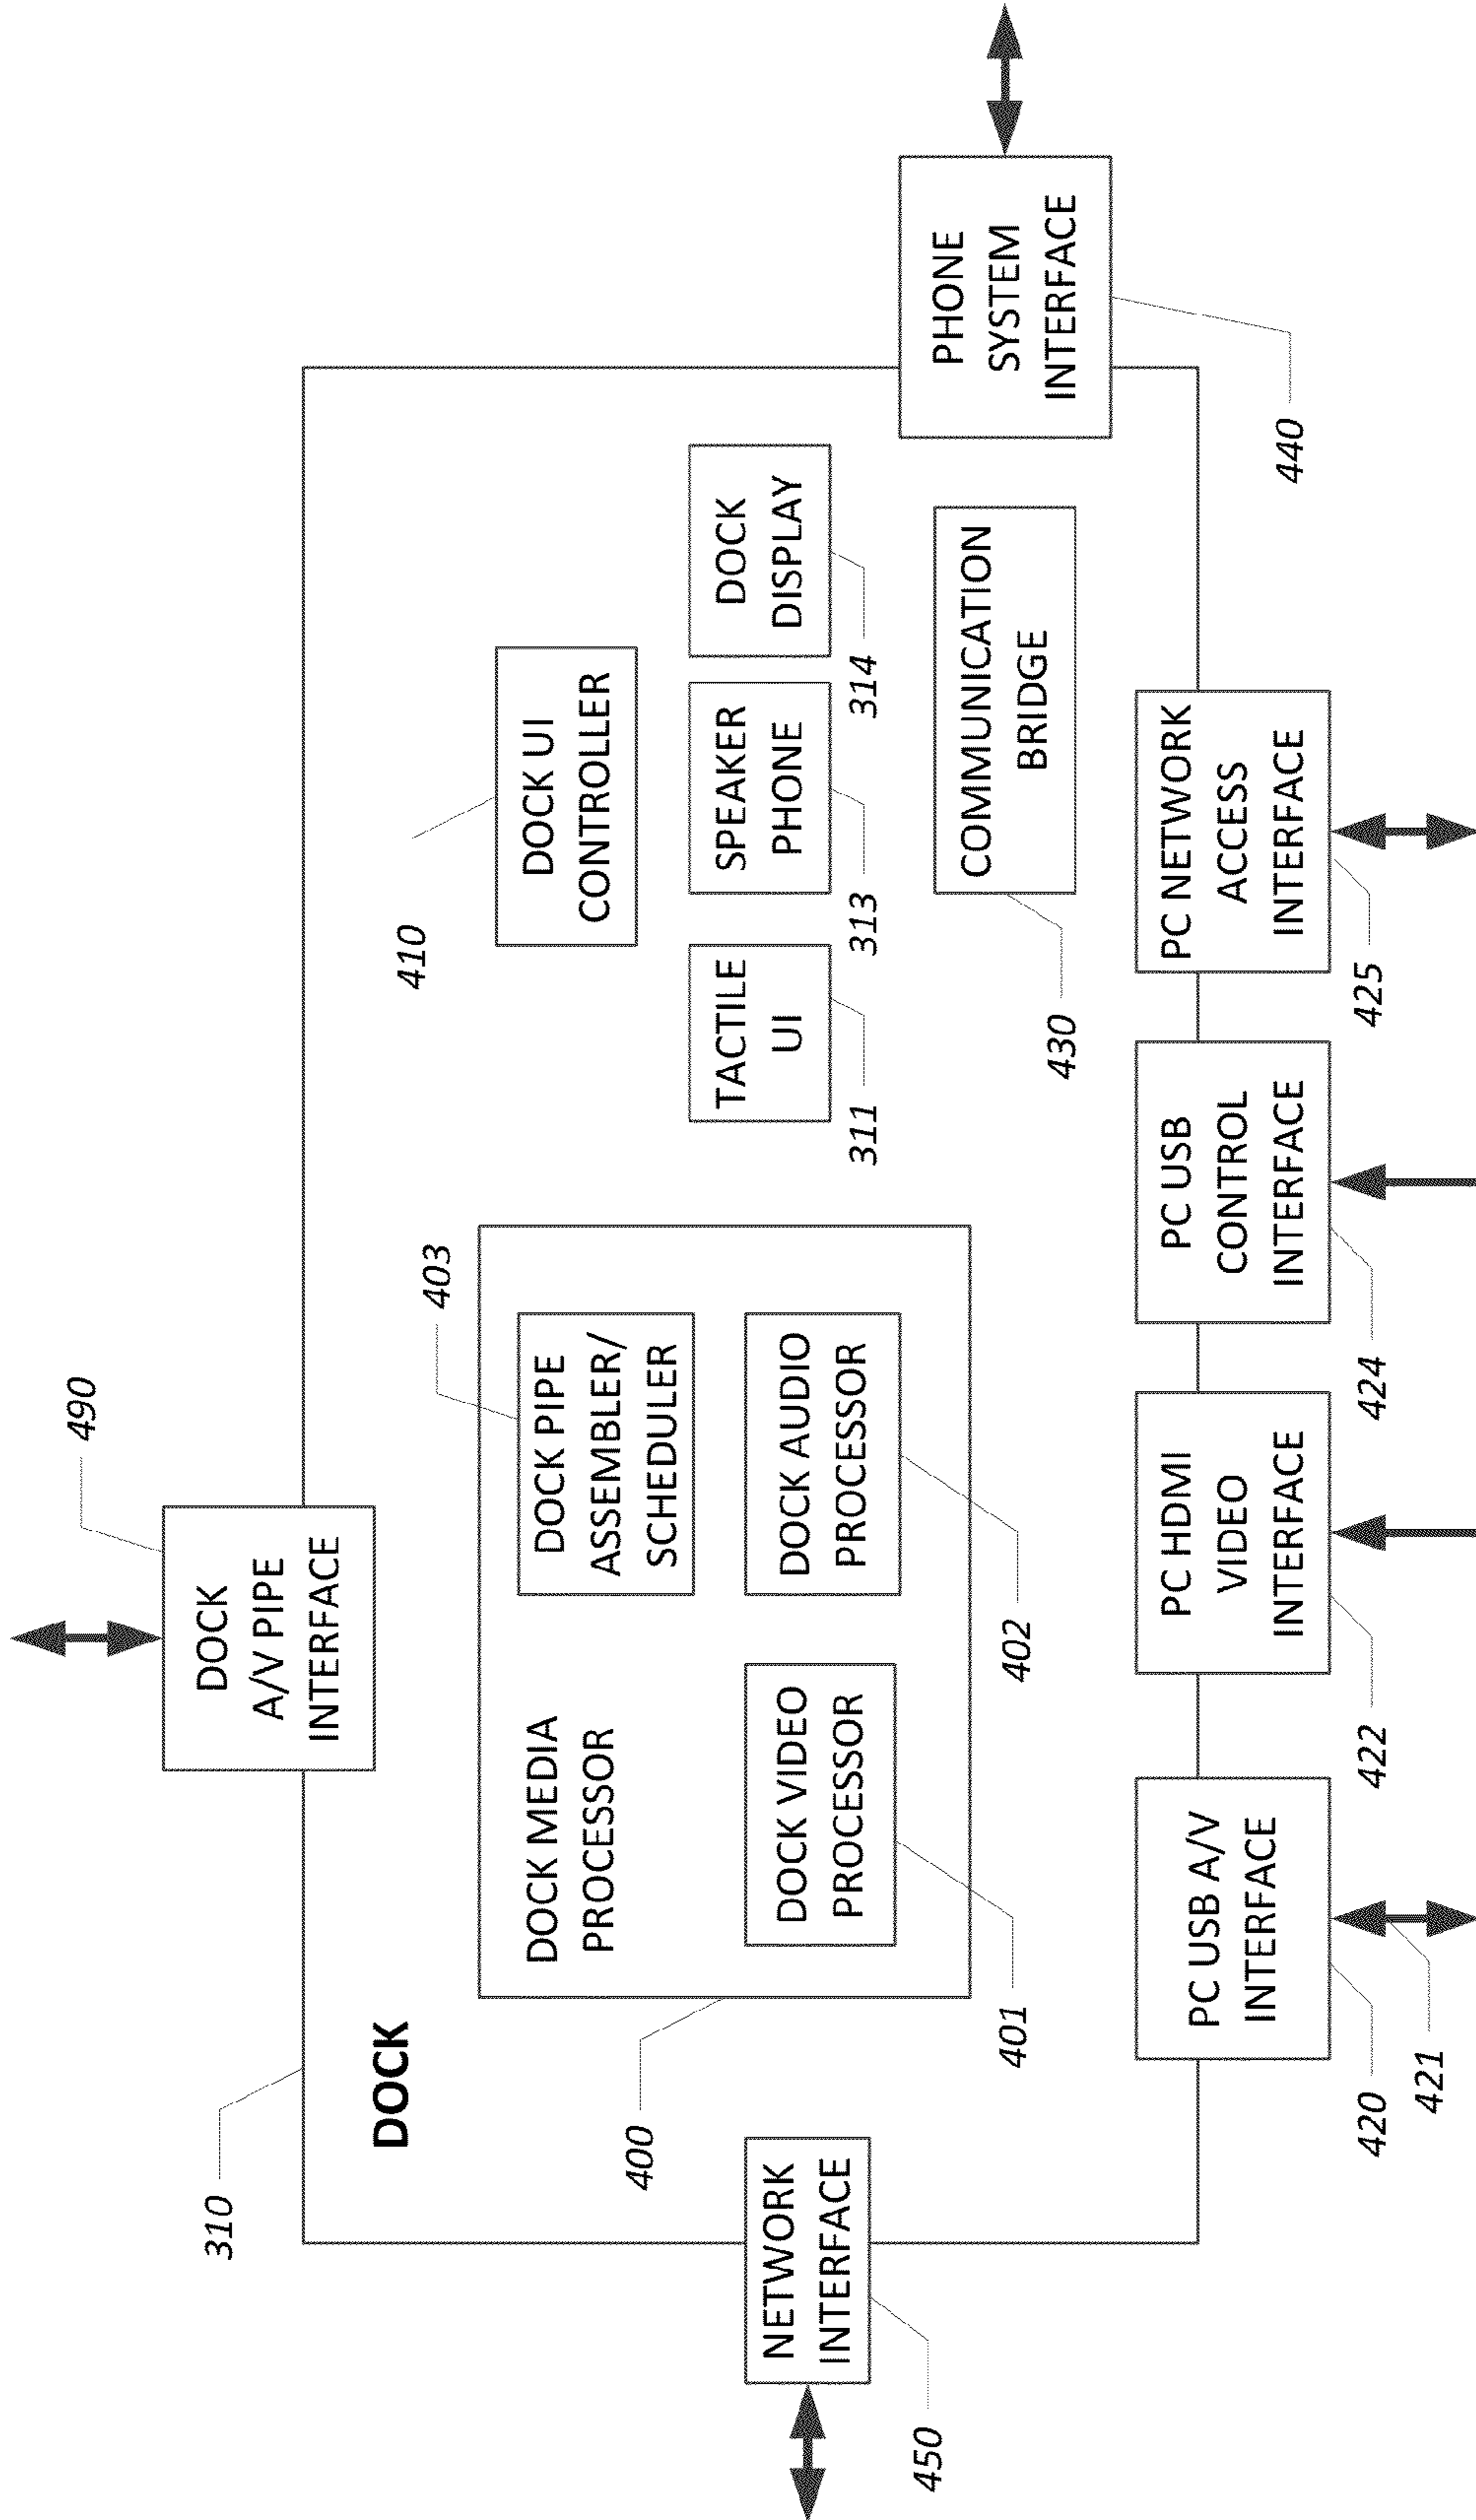 490
DOCK
A/V PIPE
INTERFACE
310
DOCK
410
DOCK UI
CONTROLLER
403
DOCK MEDIA
PROCESSOR
DOCK PIPE
ASSEMBLER/
SCHEDULER
400
TACTILE
UI
SPEAKER
PHONE
DOCK
DISPLAY
311
313
314
NETWORK
INTERFACE
450
DOCK VIDEO
PROCESSOR
DOCK AUDIO
PROCESSOR
401
402
COMMUNICATION
BRIDGE
430
PHONE
SYSTEM
INTERFACE
440
PC USB A/V
INTERFACE
PC HDMI
VIDEO
INTERFACE
PC USB
CONTROL
INTERFACE
PC NETWORK
ACCESS
INTERFACE
420
421
422
424
425